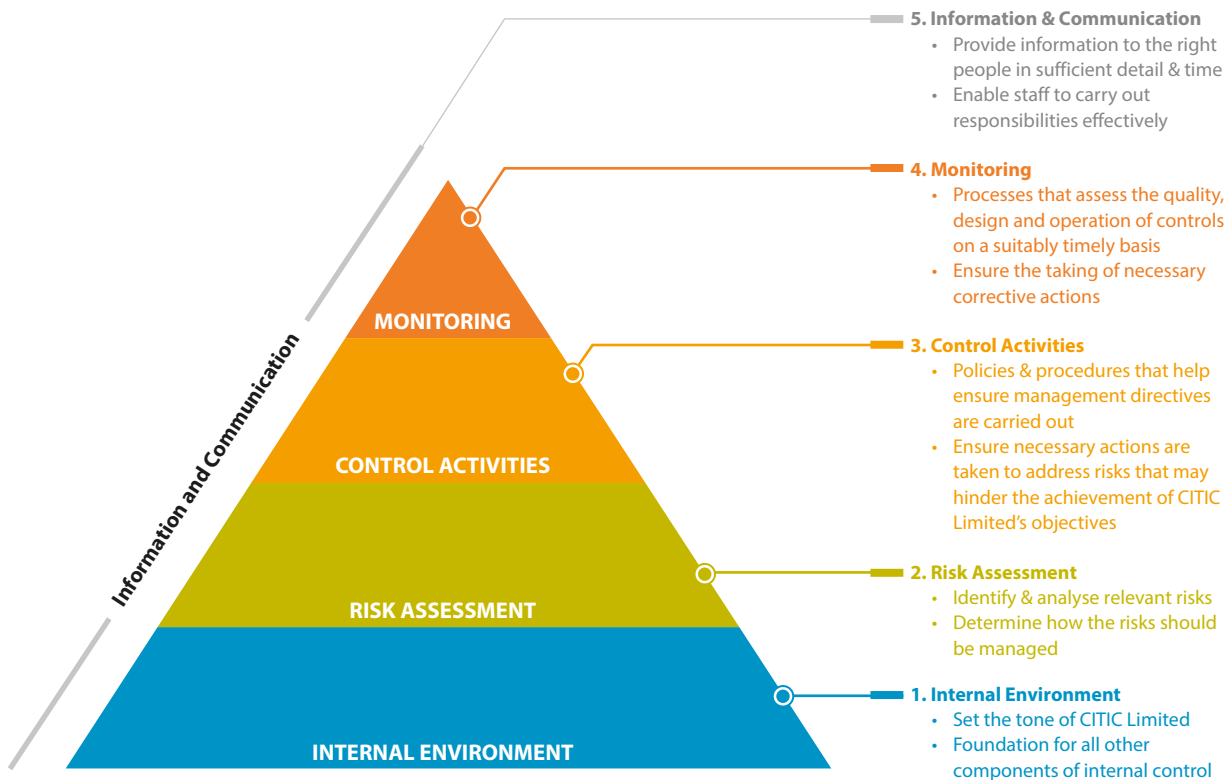 5. Information & Communication
• Provide information to the right
people in sufficient detail & time
• Enable staff to carry out
responsibilities effectively
4. Monitoring
• Processes that assess the quality,
design and operation of controls
on a suitably timely basis
• Ensure the taking of necessary
corrective actions
3. Control Activities
• Policies & procedures that help
ensure management directives
are carried out
• Ensure necessary actions are
taken to address risks that may
hinder the achievement of CITIC
Limited’s objectives
2. Risk Assessment
• Identify & analyse relevant risks
• Determine how the risks should
be managed
1. Internal Environment
• Set the tone of CITIC Limited
• Foundation for all other
components of internal control
Information and Communication
MONITORING
CONTROL ACTIVITIES
RISK ASSESSMENT
INTERNAL ENVIRONMENT